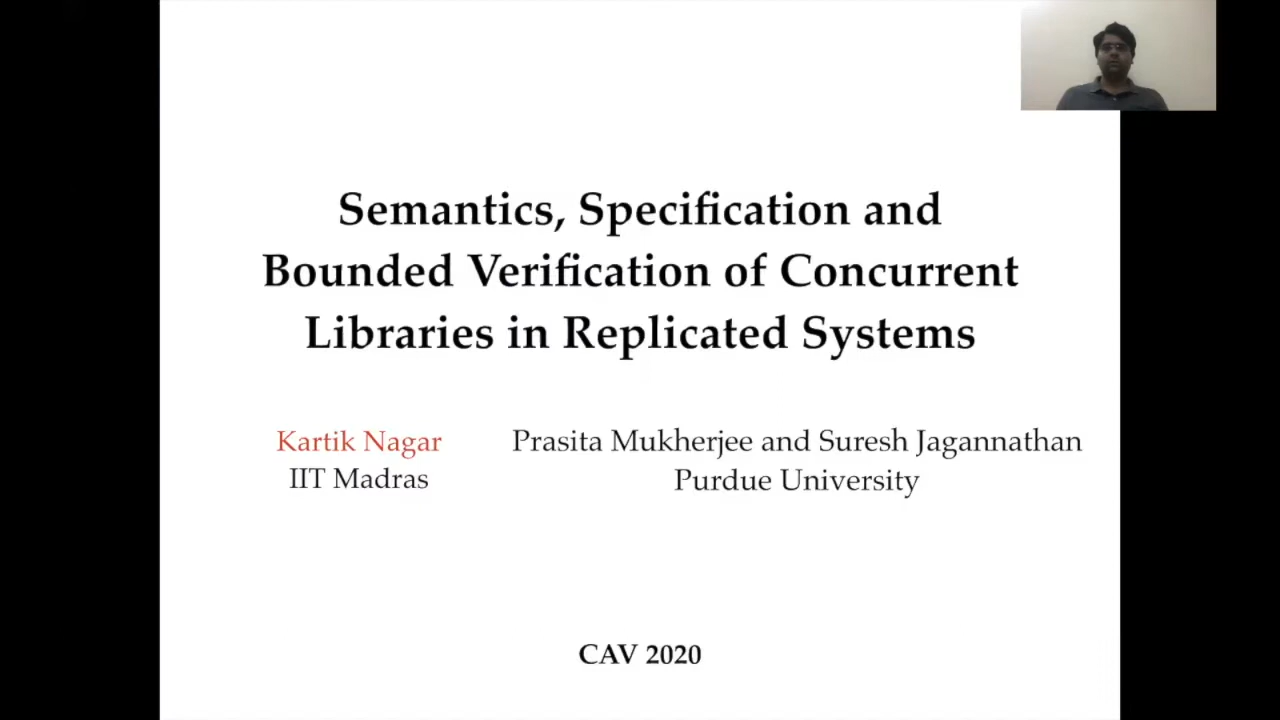 Semantics, Specification and
Bounded Verification of Concurrent
Libraries in Replicated Systems
Kartik Nagar
IIT Madras
Prasita Mukherjee and Suresh Jagannathan
Purdue University
CAV 2020